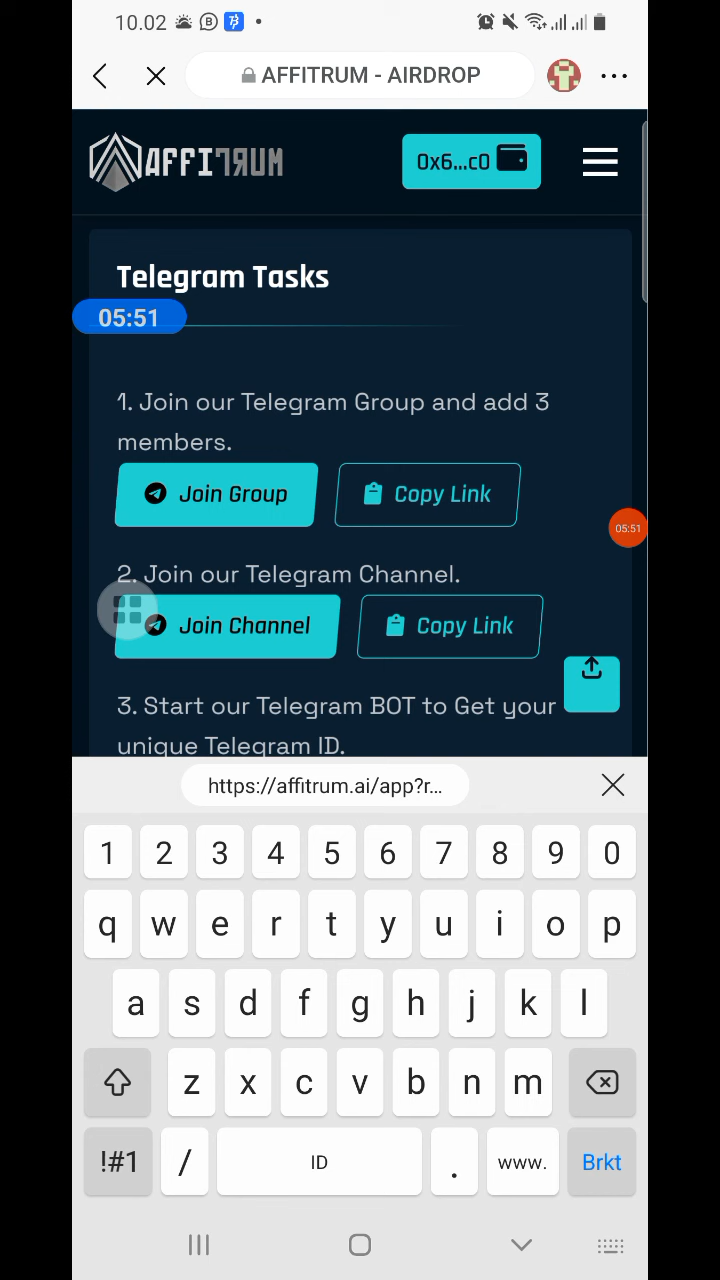 10.02
AFFITRUM - AIRDROP
AFFITRUM
0x6...c0
Telegram Tasks
05:51
1. Join our Telegram Group and add 3
members.
Join Group
Copy Link
05:51
2. Join our Telegram Channel.
Join Channel
Copy Link
3. Start our Telegram BOT to Get your
unique Telegram ID.
https://affitrum.ai/app?r...
1 2 3 4 5 6 7 8 9 0
q w e r t y u i o p
a s d f g h j k l
z x c v b n m
!#1 / ID . www. Brkt